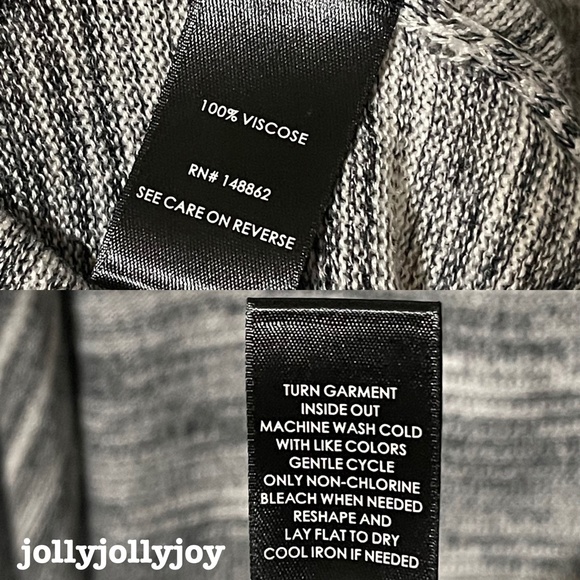 100% VISCOSE
RN# 148862
SEE CARE ON REVERSE
TURN GARMENT
INSIDE OUT
MACHINE WASH COLD
WITH LIKE COLORS
GENTLE CYCLE
ONLY NON-CHLORINE
BLEACH WHEN NEEDED
RESHAPE AND
LAY FLAT TO DRY
COOL IRON IF NEEDED
jollyjollyjoy